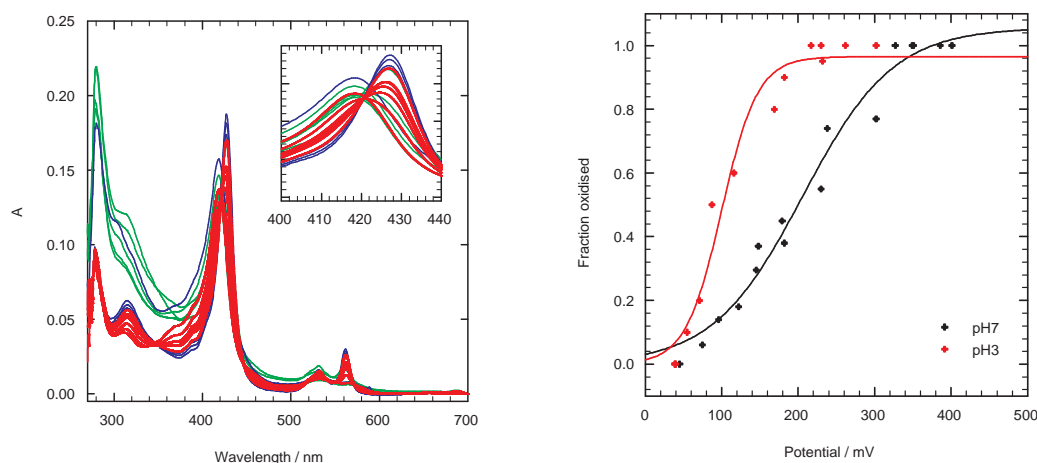 0.25
0.20
0.15
0.10
0.05
0.00
A
300 400 500 600 700
Wavelength / nm
400 410 420 430 440
1.0
0.8
0.6
0.4
0.2
0.0
Fraction oxidised
0 100 200 300 400 500
Potential / mV
pH7
pH3